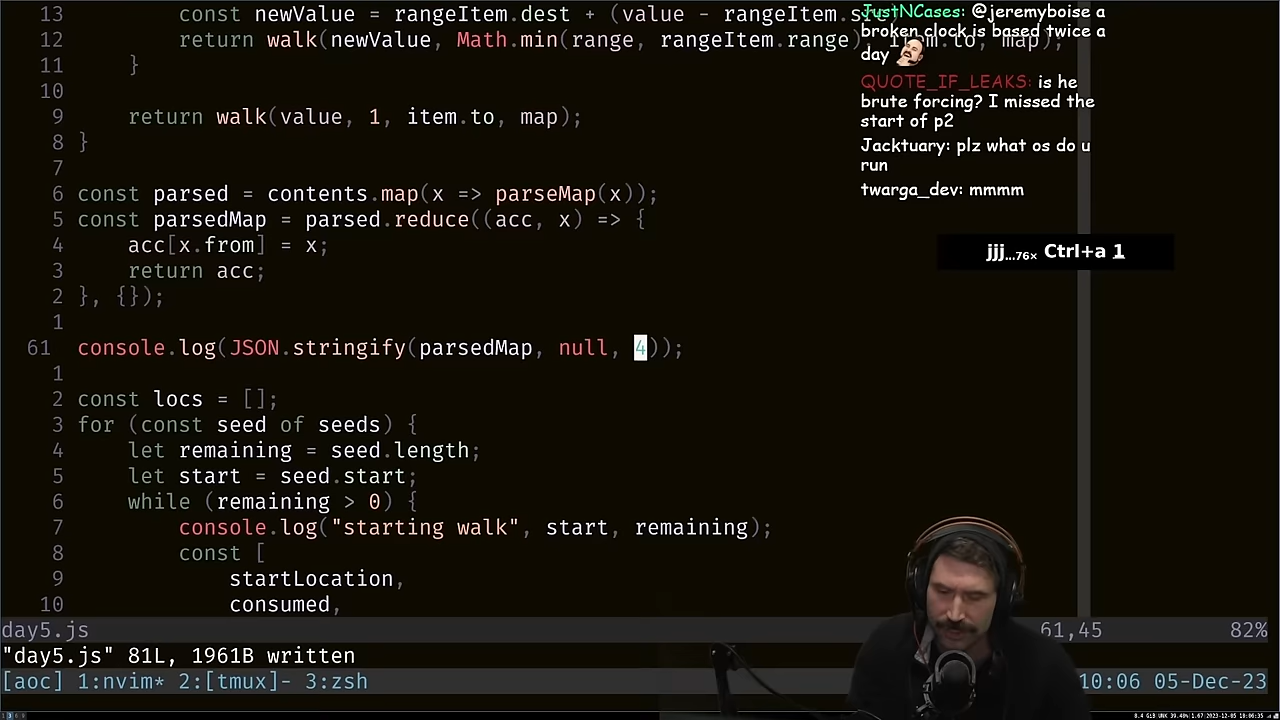 13 const newValue = rangeItem.dest + (value - rangeItem.
12 return walk(newValue, Math.min(range, rangeItem.range), item.to, map);
11 }
10
9 return walk(value, 1, item.to, map);
8 }
7
6 const parsed = contents.map(x => parseMap(x));
5 const parsedMap = parsed.reduce((acc, x) => {
4 acc[x.from] = x;
3 return acc;
2 }, {});
1
61 console.log(JSON.stringify(parsedMap, null, 4));
1
2 const locs = [];
3 for (const seed of seeds) {
4 let remaining = seed.length;
5 let start = seed.start;
6 while (remaining > 0) {
7 console.log("starting walk", start, remaining);
8 const [
9 startLocation,
10 consumed,
day5.js 61,45 82%
"day5.js" 81L, 1961B written
[aoc] 1:nvim* 2:[tmux]- 3:zsh 10:06 05-Dec-23
JustNCases: @jeremyboise a
broken clock is based twice a
day
QUOTE_IF_LEAKS: is he
brute forcing? I missed the
start of p2
Jacktuary: plz what os do u
run
twarga_dev: mmmm
jjj...76× Ctrl+a 1